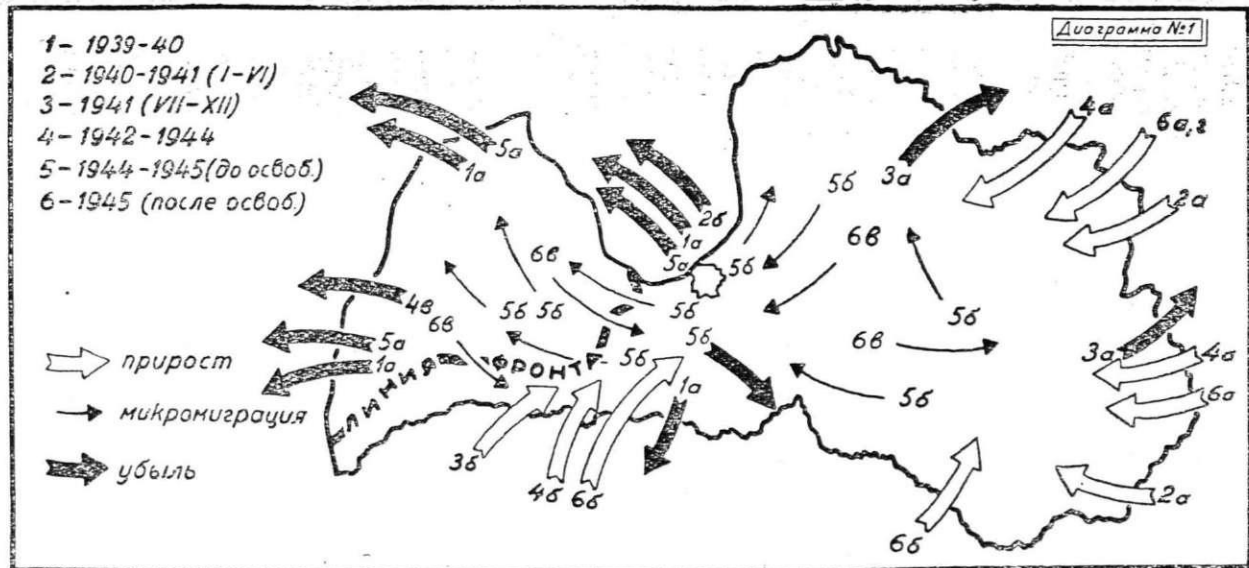 Диаграмма №1
1- 1939-40
2- 1940-1941 (I-VI)
3- 1941 (VII-XII)
4- 1942-1944
5- 1944-1945(до освоб.)
6- 1945 (после освоб.)
прирост
микромиграция
убыль
ЛИНИЯ ФРОНТА
5а
1а
2б
1а
5а
5б
5б
3а
4а
6а,г
2а
6в
6в
5б
5б
5б
5б
5б
5б
4в
6в
5а
1а
1а
6в
5б
5б
3а
4а
6а
3б
4б
6б
6б
2а